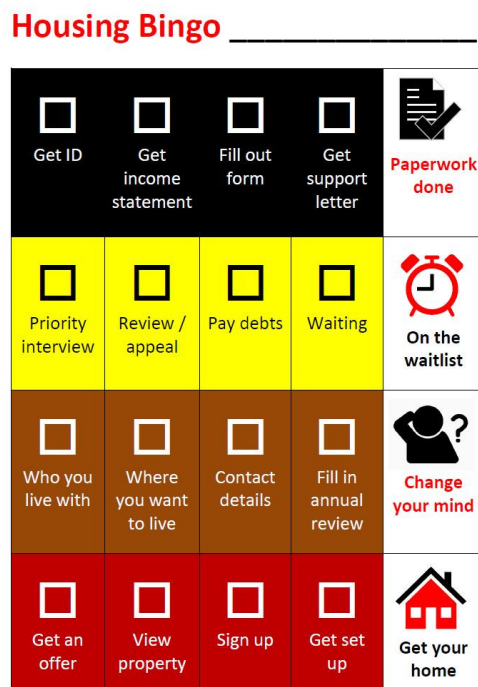 Housing Bingo _______________
Get ID
Get
income
statement
Fill out
form
Get
support
letter
Paperwork
done
Priority
interview
Review /
appeal
Pay debts
Waiting
On the
waitlist
Who you
live with
Where
you want
to live
Contact
details
Fill in
annual
review
?
Change
your mind
Get an
offer
View
property
Sign up
Get set
up
Get your
home